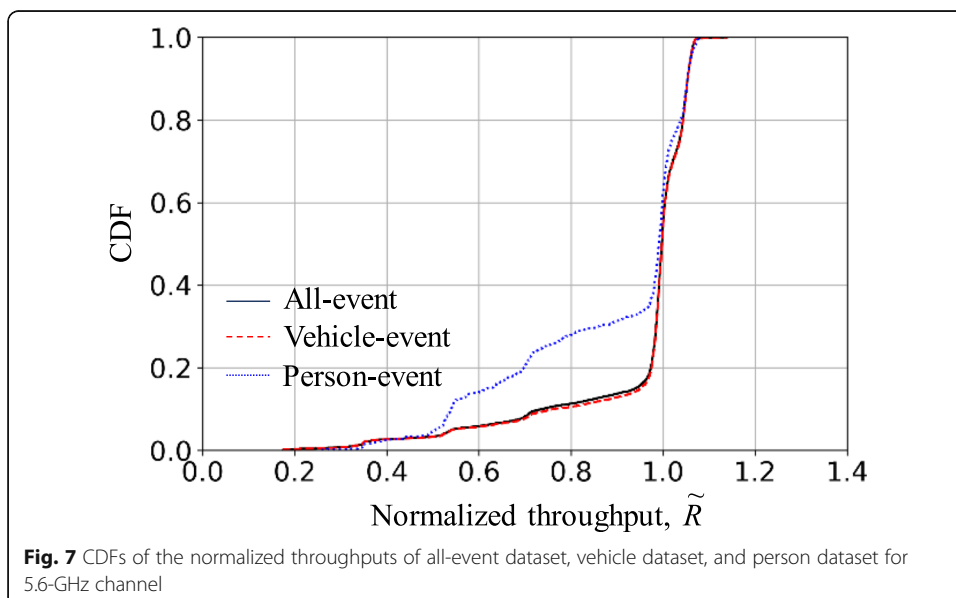 1.0
0.8
0.6
0.4
0.2
0.0
CDF
All-event
Vehicle-event
Person-event
0.0 0.2 0.4 0.6 0.8 1.0 1.2 1.4
Normalized throughput, R̃
Fig. 7 CDFs of the normalized throughputs of all-event dataset, vehicle dataset, and person dataset for
5.6-GHz channel